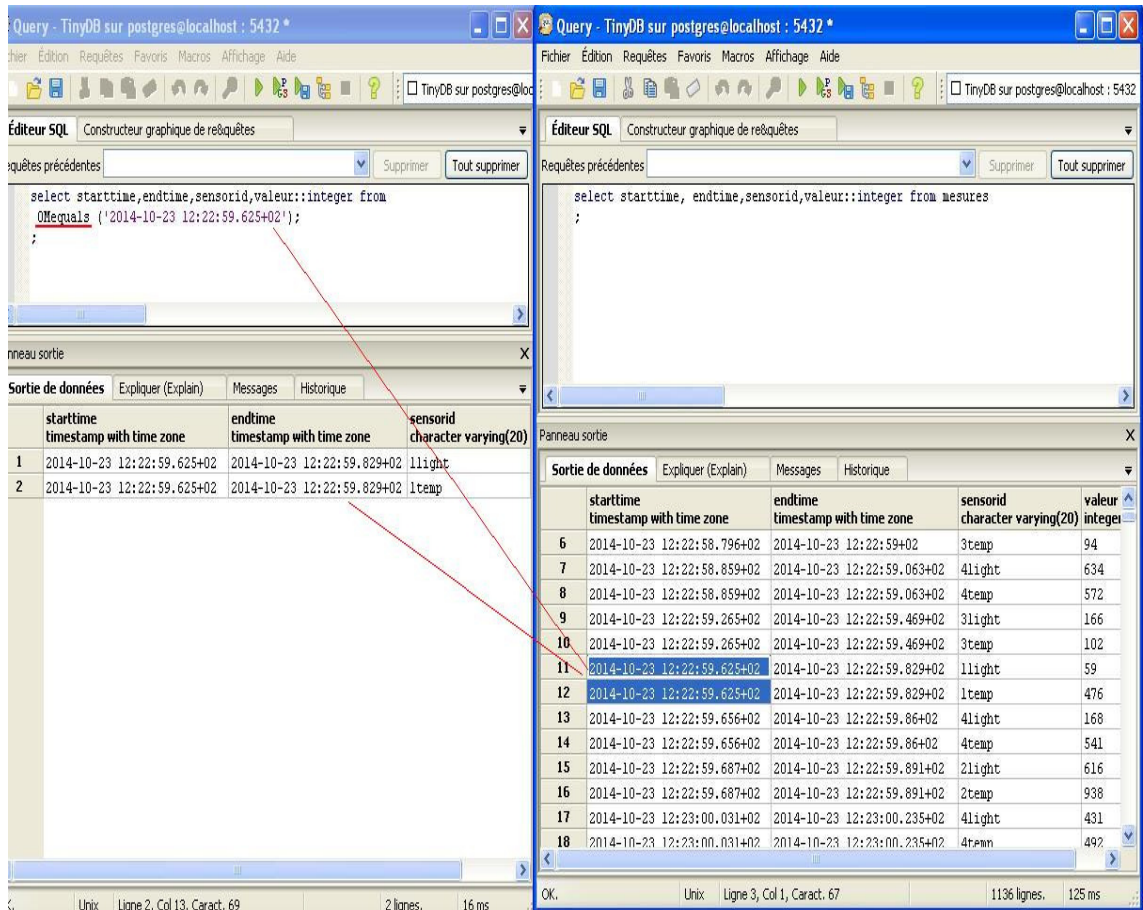 Query - TinyDB sur postgres@localhost : 5432 *
Édition Requêtes Favoris Macros Affichage Aide
TinyDB sur postgres@loc
Éditeur SQL Constructeur graphique de re&quêtes
équêtes précédentes Supprimer Tout supprimer
select starttime,endtime,sensorid,valeur::integer from
OMequals ('2014-10-23 12:22:59.625+02');
;
nneau sortie X
Sortie de données Expliquer (Explain) Messages Historique
starttime endtime sensorid
timestamp with time zone timestamp with time zone character varying(20)
1 2014-10-23 12:22:59.625+02 2014-10-23 12:22:59.829+02 1light
2 2014-10-23 12:22:59.625+02 2014-10-23 12:22:59.829+02 1temp
Unix Ligne 2, Col 13, Caract. 69 2 lignes. 16 ms
Query - TinyDB sur postgres@localhost : 5432 *
Fichier Édition Requêtes Favoris Macros Affichage Aide
TinyDB sur postgres@localhost : 5432
Éditeur SQL Constructeur graphique de re&quêtes
Requêtes précédentes Supprimer Tout supprimer
select starttime, endtime,sensorid,valeur::integer from mesures
;
Panneau sortie X
Sortie de données Expliquer (Explain) Messages Historique
starttime endtime sensorid valeur
timestamp with time zone timestamp with time zone character varying(20) integer
6 2014-10-23 12:22:58.796+02 2014-10-23 12:22:59+02 3temp 94
7 2014-10-23 12:22:58.859+02 2014-10-23 12:22:59.063+02 4light 634
8 2014-10-23 12:22:58.859+02 2014-10-23 12:22:59.063+02 4temp 572
9 2014-10-23 12:22:59.265+02 2014-10-23 12:22:59.469+02 3light 166
10 2014-10-23 12:22:59.265+02 2014-10-23 12:22:59.469+02 3temp 102
11 2014-10-23 12:22:59.625+02 2014-10-23 12:22:59.829+02 1light 59
12 2014-10-23 12:22:59.625+02 2014-10-23 12:22:59.829+02 1temp 476
13 2014-10-23 12:22:59.656+02 2014-10-23 12:22:59.86+02 4light 168
14 2014-10-23 12:22:59.656+02 2014-10-23 12:22:59.86+02 4temp 541
15 2014-10-23 12:22:59.687+02 2014-10-23 12:22:59.891+02 2light 616
16 2014-10-23 12:22:59.687+02 2014-10-23 12:22:59.891+02 2temp 938
17 2014-10-23 12:23:00.031+02 2014-10-23 12:23:00.235+02 4light 431
18 2014-10-23 12:23:00.031+02 2014-10-23 12:23:00.235+02 4temp 492
OK. Unix Ligne 3, Col 1, Caract. 67 1136 lignes. 125 ms